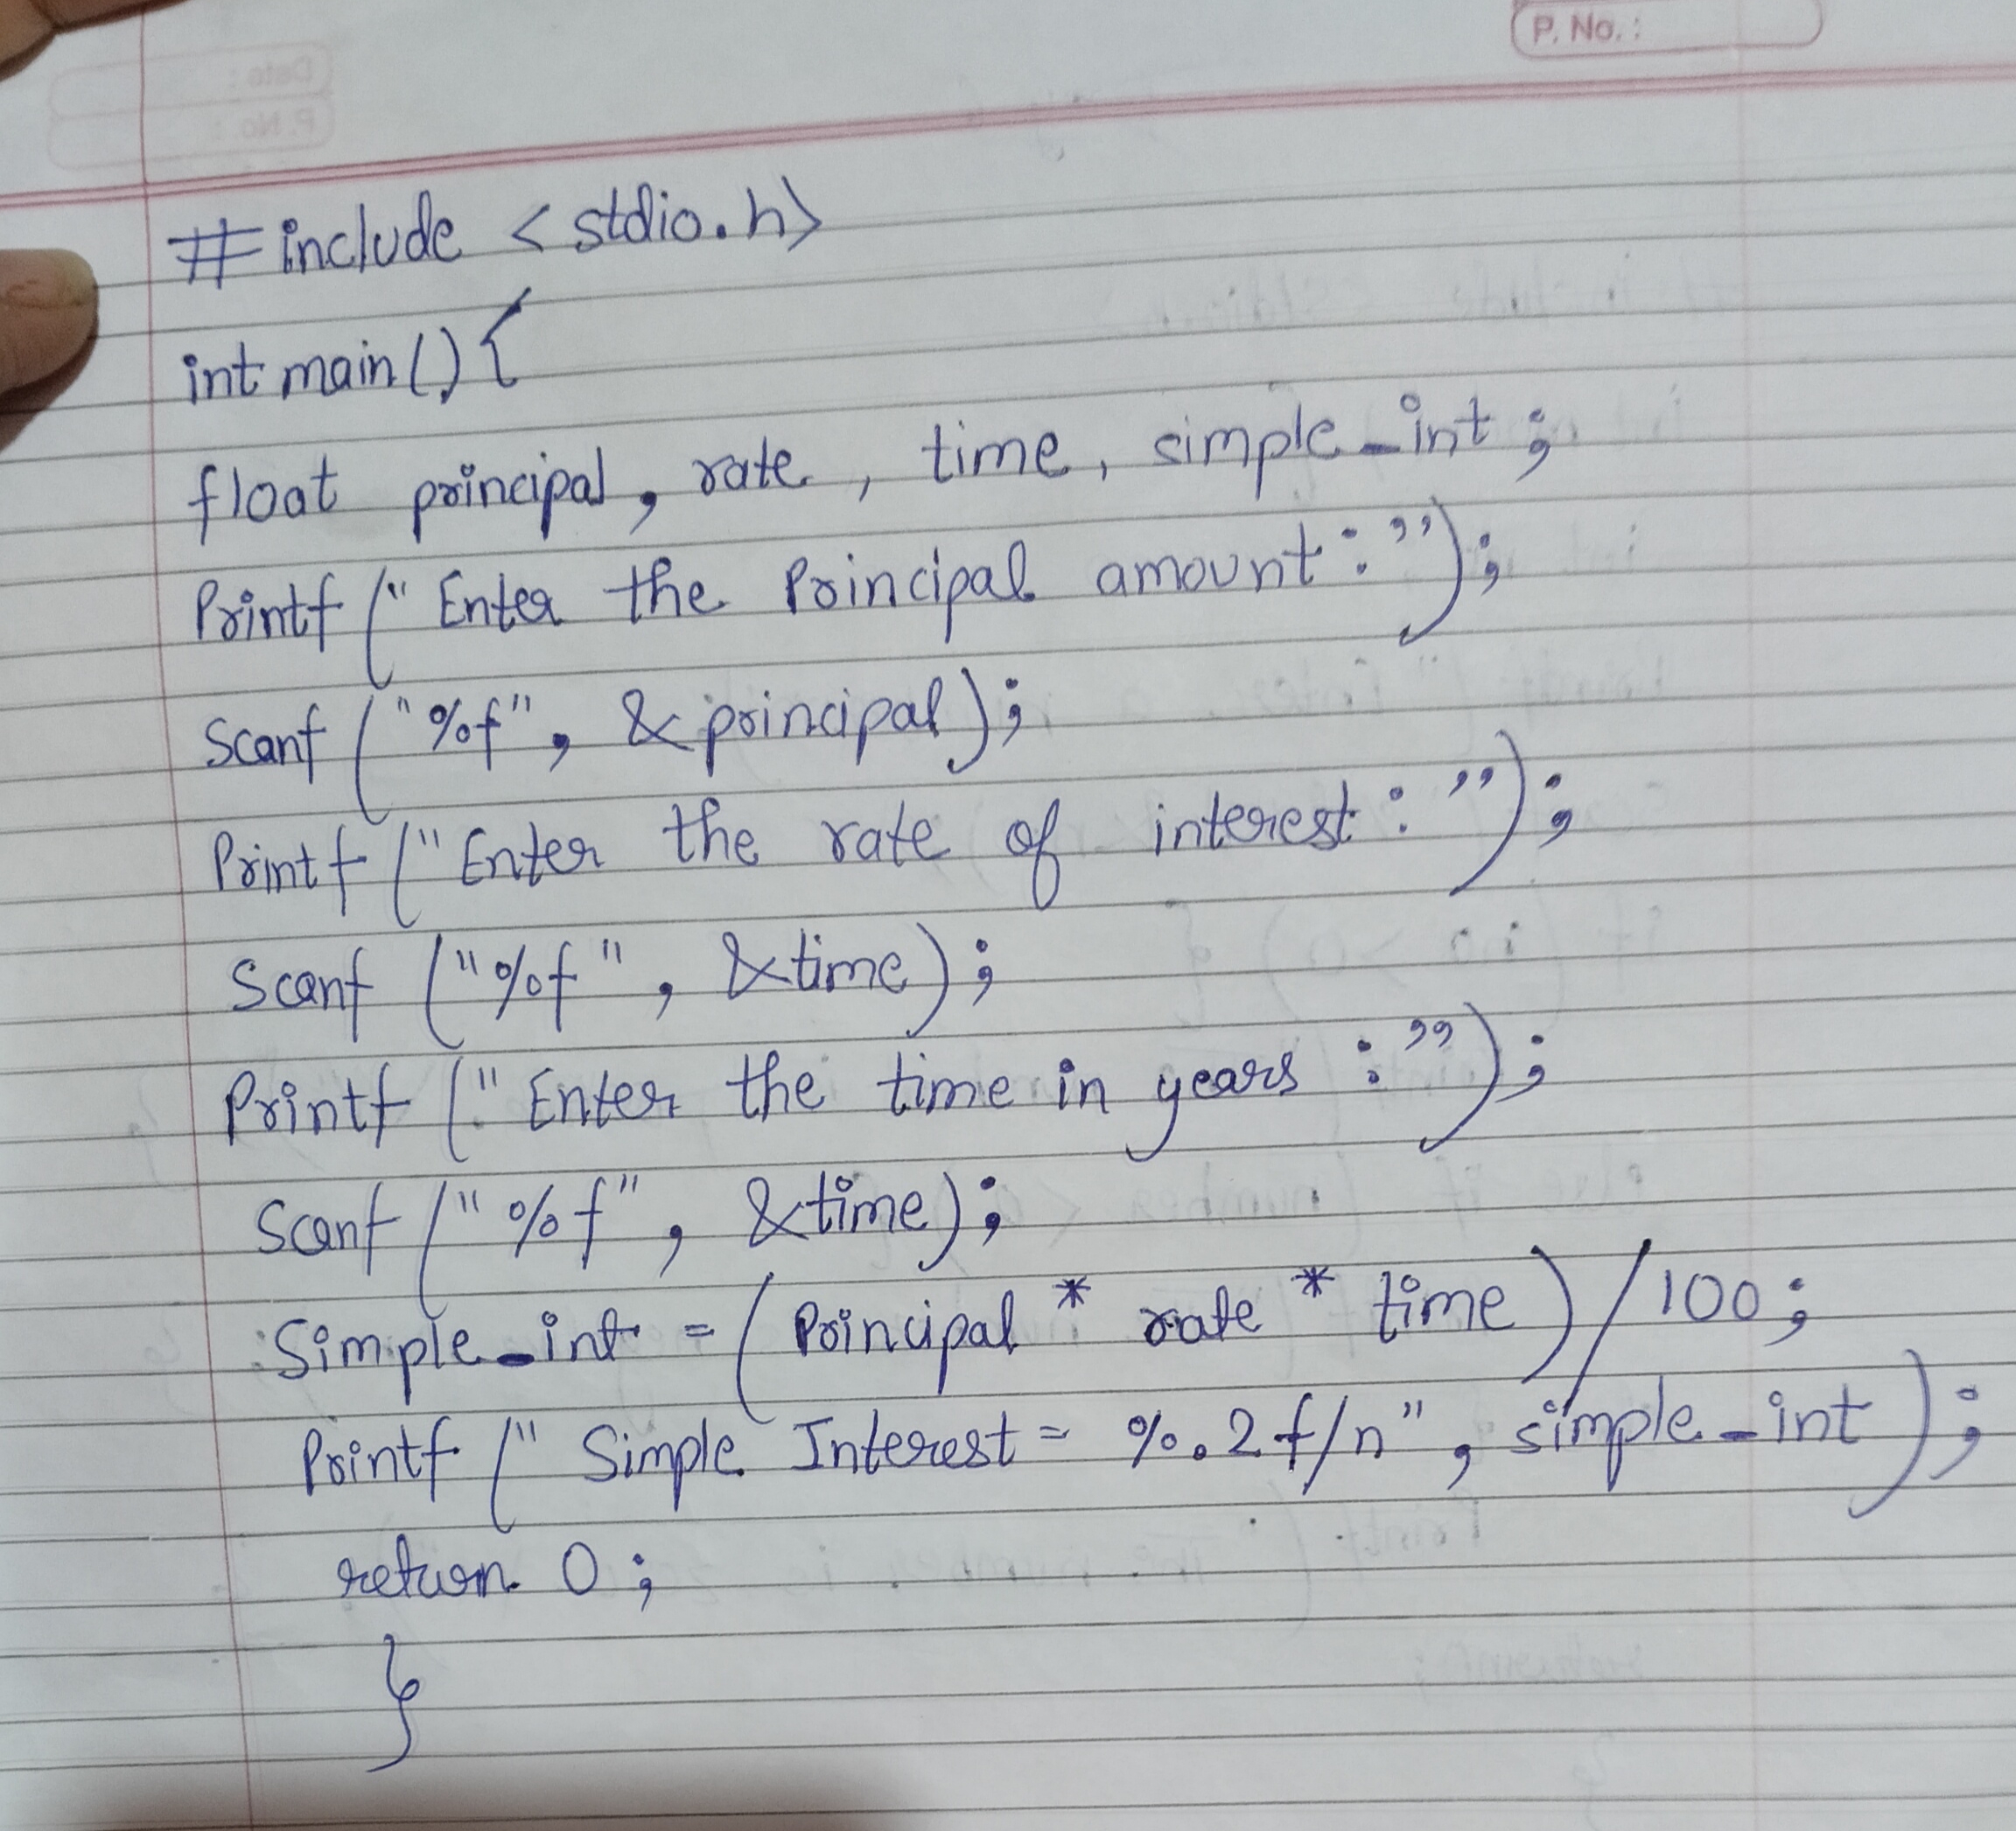 P. No. :
#include <stdio.h>
int main() {
float principal, rate, time, simple_int;
Printf (" Enter the Principal amount : ");
Scanf ("%f", &principal);
Printf ("Enter the rate of interest : ");
Scanf ("%f", &time);
Printf (" Enter the time in years : ");
Scanf ("%f", &time);
Simple_int = (Principal * rate * time) / 100;
Printf (" Simple Interest = %.2f/n", simple_int);
return 0;
}